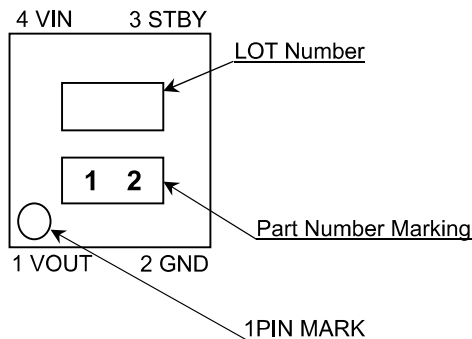 4 VIN 3 STBY
LOT Number
1 2
Part Number Marking
1 VOUT 2 GND
1PIN MARK